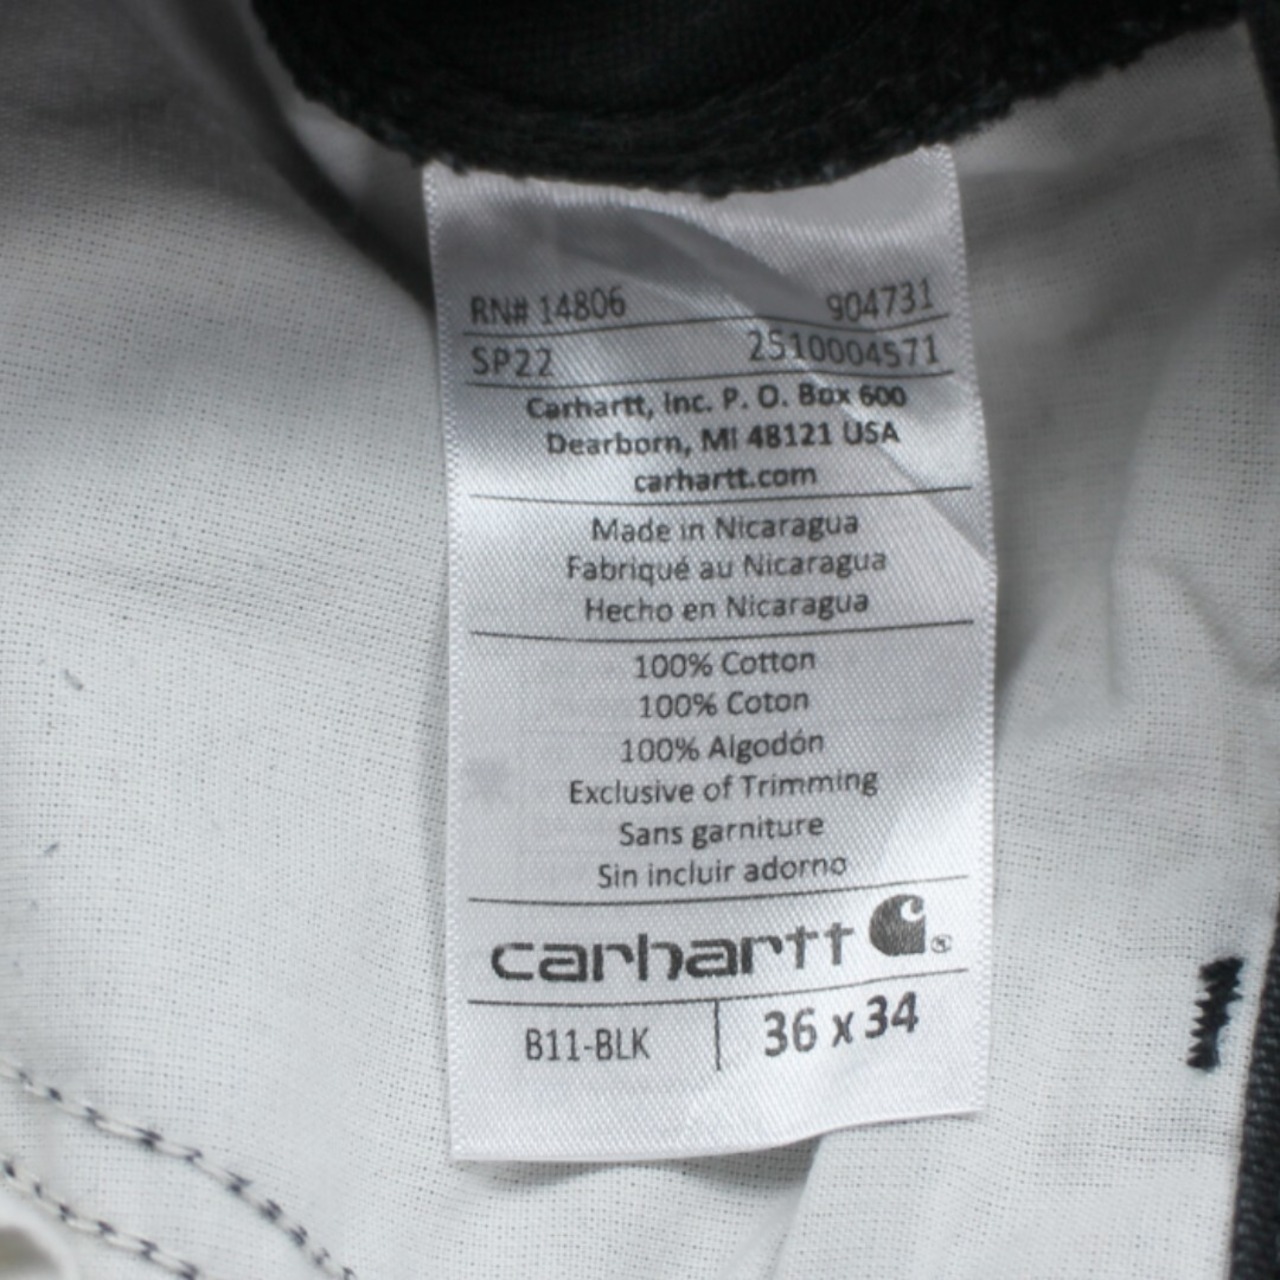 RN# 14806 904731
SP22 2510004571
Carhartt, Inc. P. O. Box 600
Dearborn, MI 48121 USA
carhartt.com
Made in Nicaragua
Fabriqué au Nicaragua
Hecho en Nicaragua
100% Cotton
100% Coton
100% Algodón
Exclusive of Trimming
Sans garniture
Sin incluir adorno
carhartt ®
B11-BLK 36 x 34